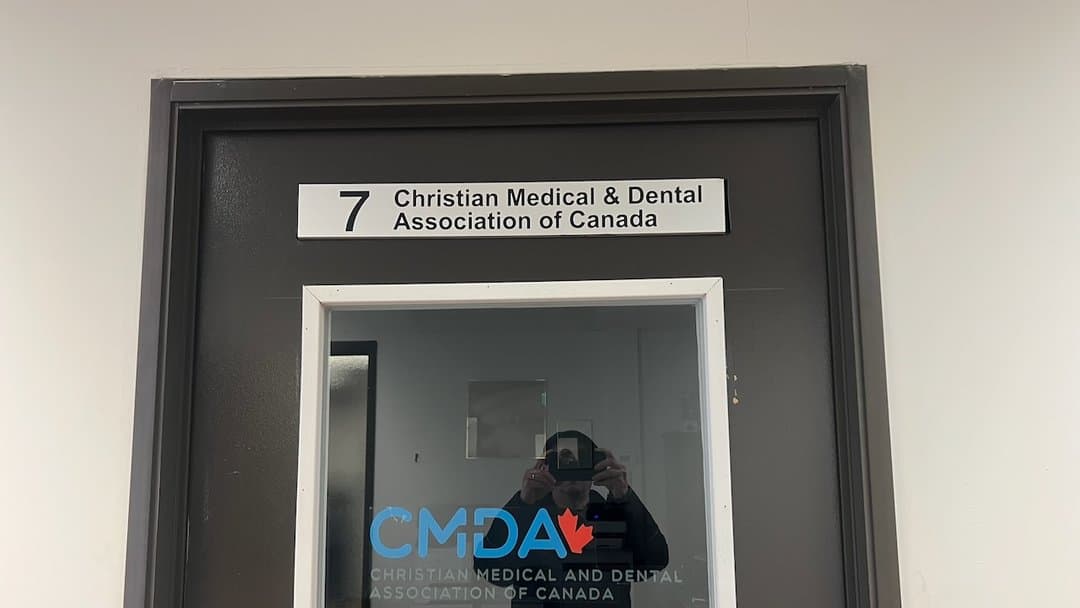 7 Christian Medical & Dental
Association of Canada
CMDA
CHRISTIAN MEDICAL AND DENTAL
ASSOCIATION OF CANADA